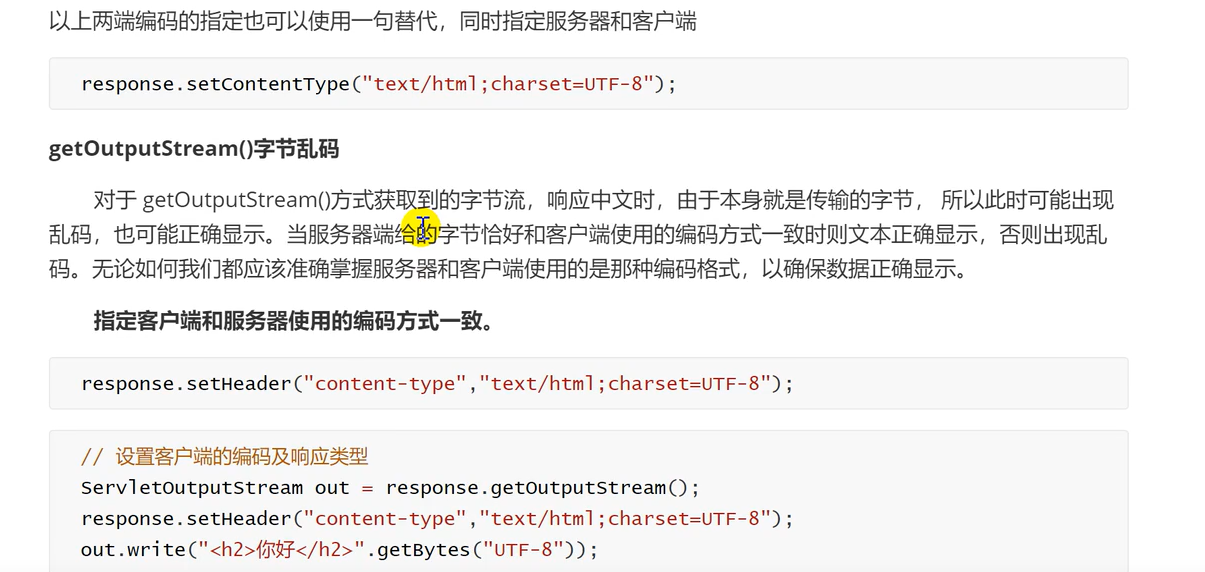 以上两端编码的指定也可以使用一句替代，同时指定服务器和客户端
response.setContentType("text/html;charset=UTF-8");
getOutputStream()字节乱码
对于 getOutputStream()方式获取到的字节流，响应中文时，由于本身就是传输的字节， 所以此时可能出现
乱码，也可能正确显示。当服务器端给的字节恰好和客户端使用的编码方式一致时则文本正确显示，否则出现乱
码。无论如何我们都应该准确掌握服务器和客户端使用的是那种编码格式，以确保数据正确显示。
指定客户端和服务器使用的编码方式一致。
response.setHeader("content-type","text/html;charset=UTF-8");
// 设置客户端的编码及响应类型
ServletOutputStream out = response.getOutputStream();
response.setHeader("content-type","text/html;charset=UTF-8");
out.write("<h2>你好</h2>".getBytes("UTF-8"));